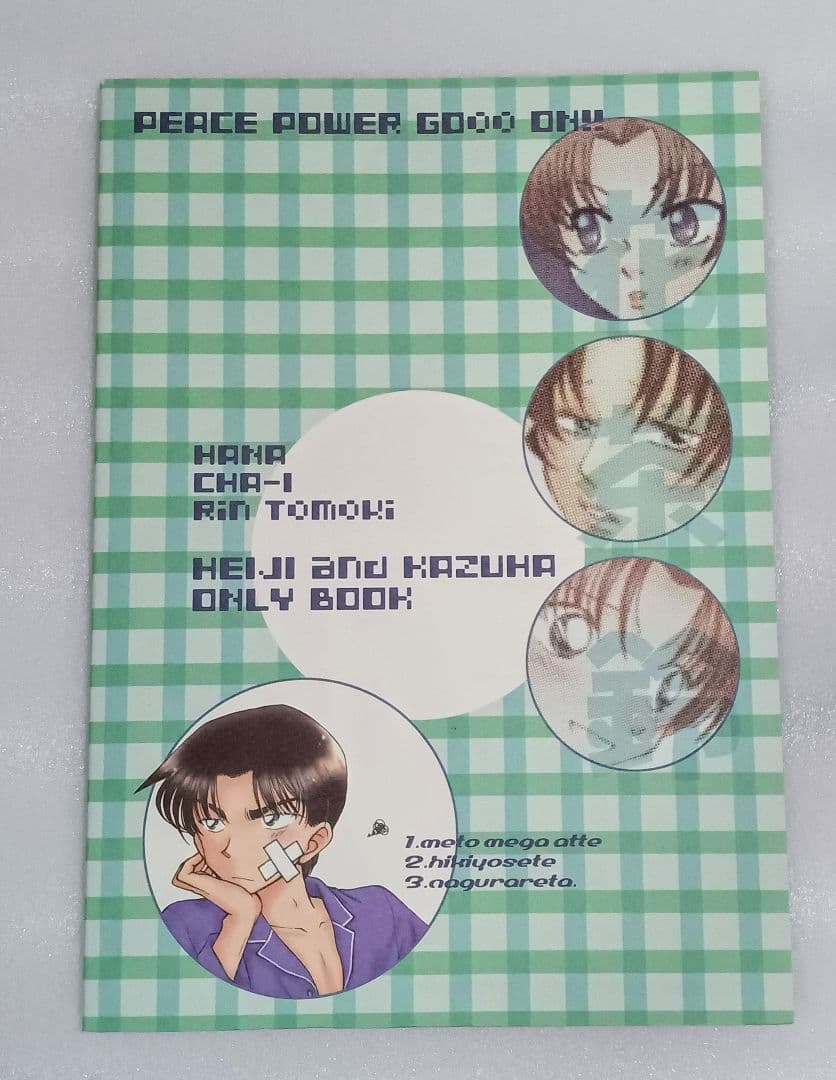 PEACE POWER GOOO ON!!
HANA
CHA-I
Rin TOMOKi
HEIJI and KAZUHA
ONLY BOOK
1.meto mega atte
2.hikiyosete
3.nagurareta.